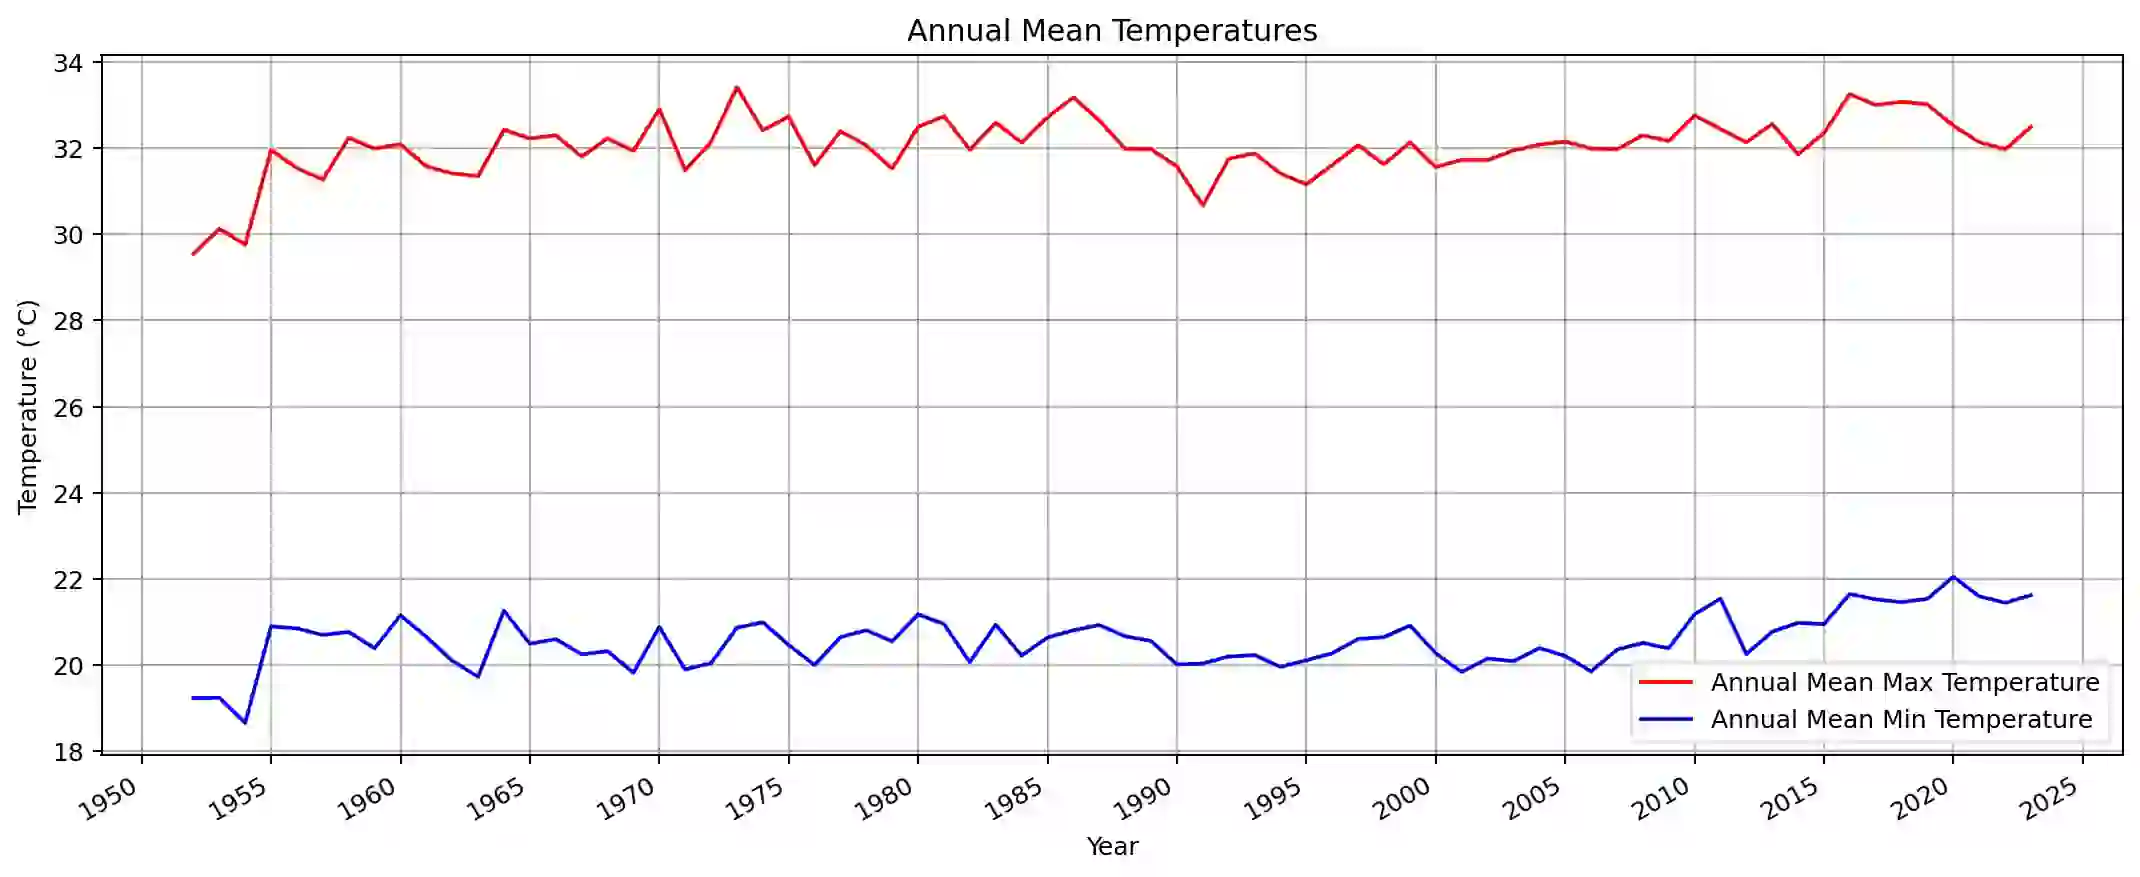 Annual Mean Temperatures
Temperature (°C)
34
32
30
28
26
24
22
20
18
Annual Mean Max Temperature
Annual Mean Min Temperature
1950 1955 1960 1965 1970 1975 1980 1985 1990 1995 2000 2005 2010 2015 2020 2025
Year